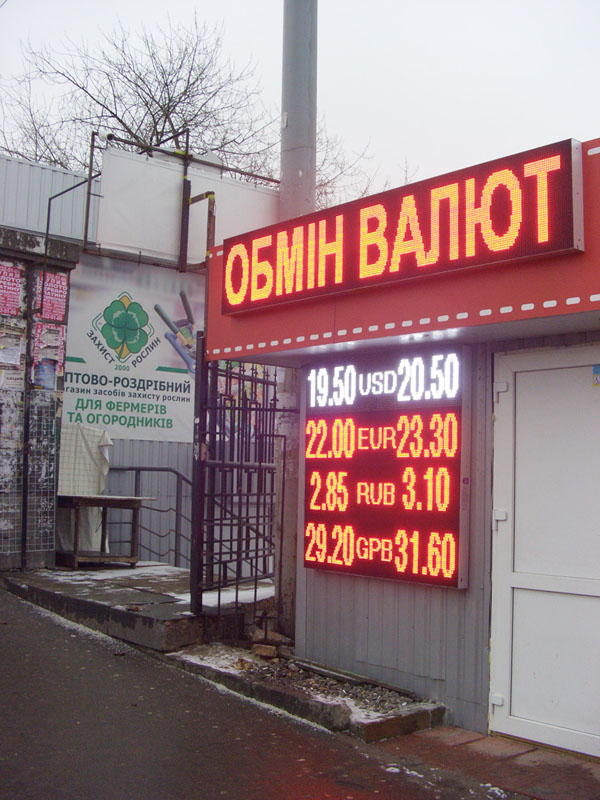 ОБМІН ВАЛЮТ
19.50 USD 20.50
22.00 EUR 23.30
2.85 RUB 3.10
29.20 GPB 31.60
ЗАХИСТ РОСЛИН
2000
ПТОВО-РОЗДРІБНИЙ
газин засобів захисту рослин
ДЛЯ ФЕРМЕРІВ
ТА ОГОРОДНИКІВ